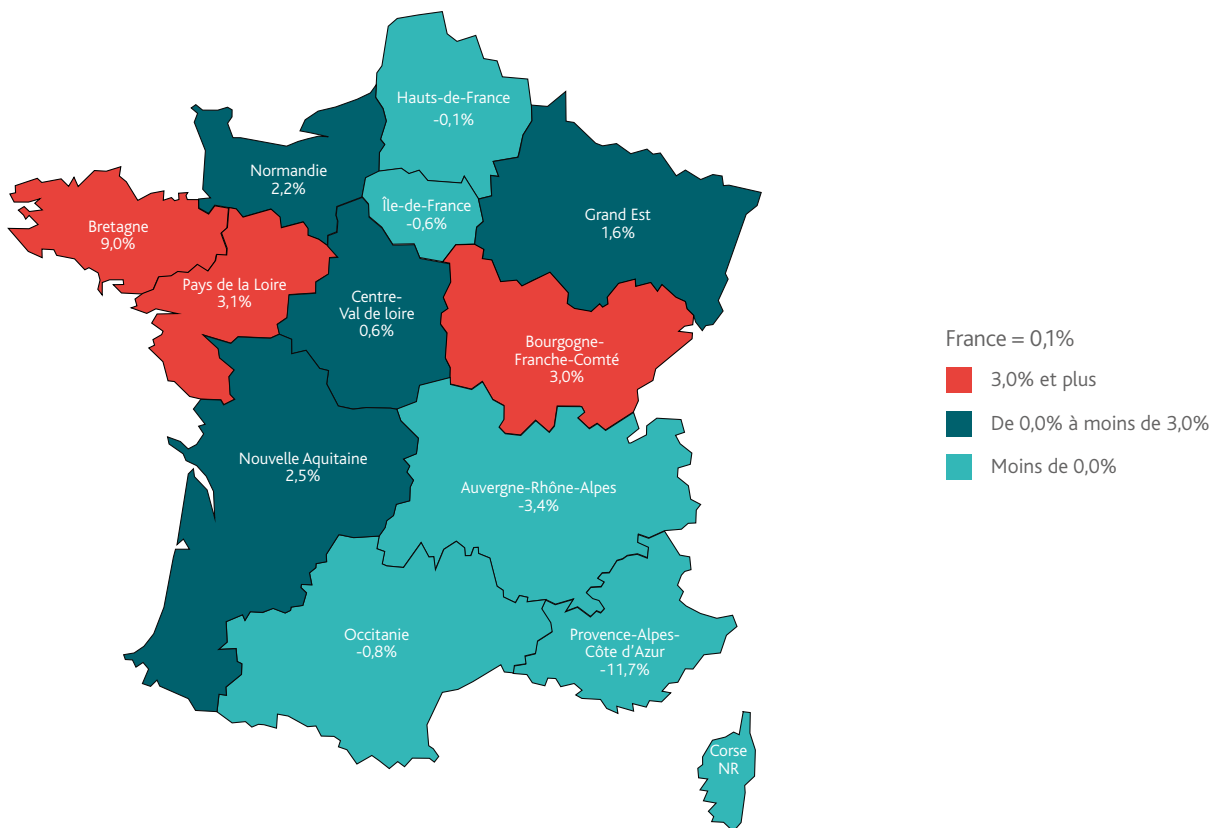 Hauts-de-France
-0,1%
Normandie
2,2%
Île-de-France
-0,6%
Grand Est
1,6%
Bretagne
9,0%
Pays de la Loire
3,1%
Centre-
Val de loire
0,6%
Bourgogne-
Franche-Comté
3,0%
Nouvelle Aquitaine
2,5%
Auvergne-Rhône-Alpes
-3,4%
Occitanie
-0,8%
Provence-Alpes-
Côte d'Azur
-11,7%
Corse
NR
France = 0,1%
3,0% et plus
De 0,0% à moins de 3,0%
Moins de 0,0%